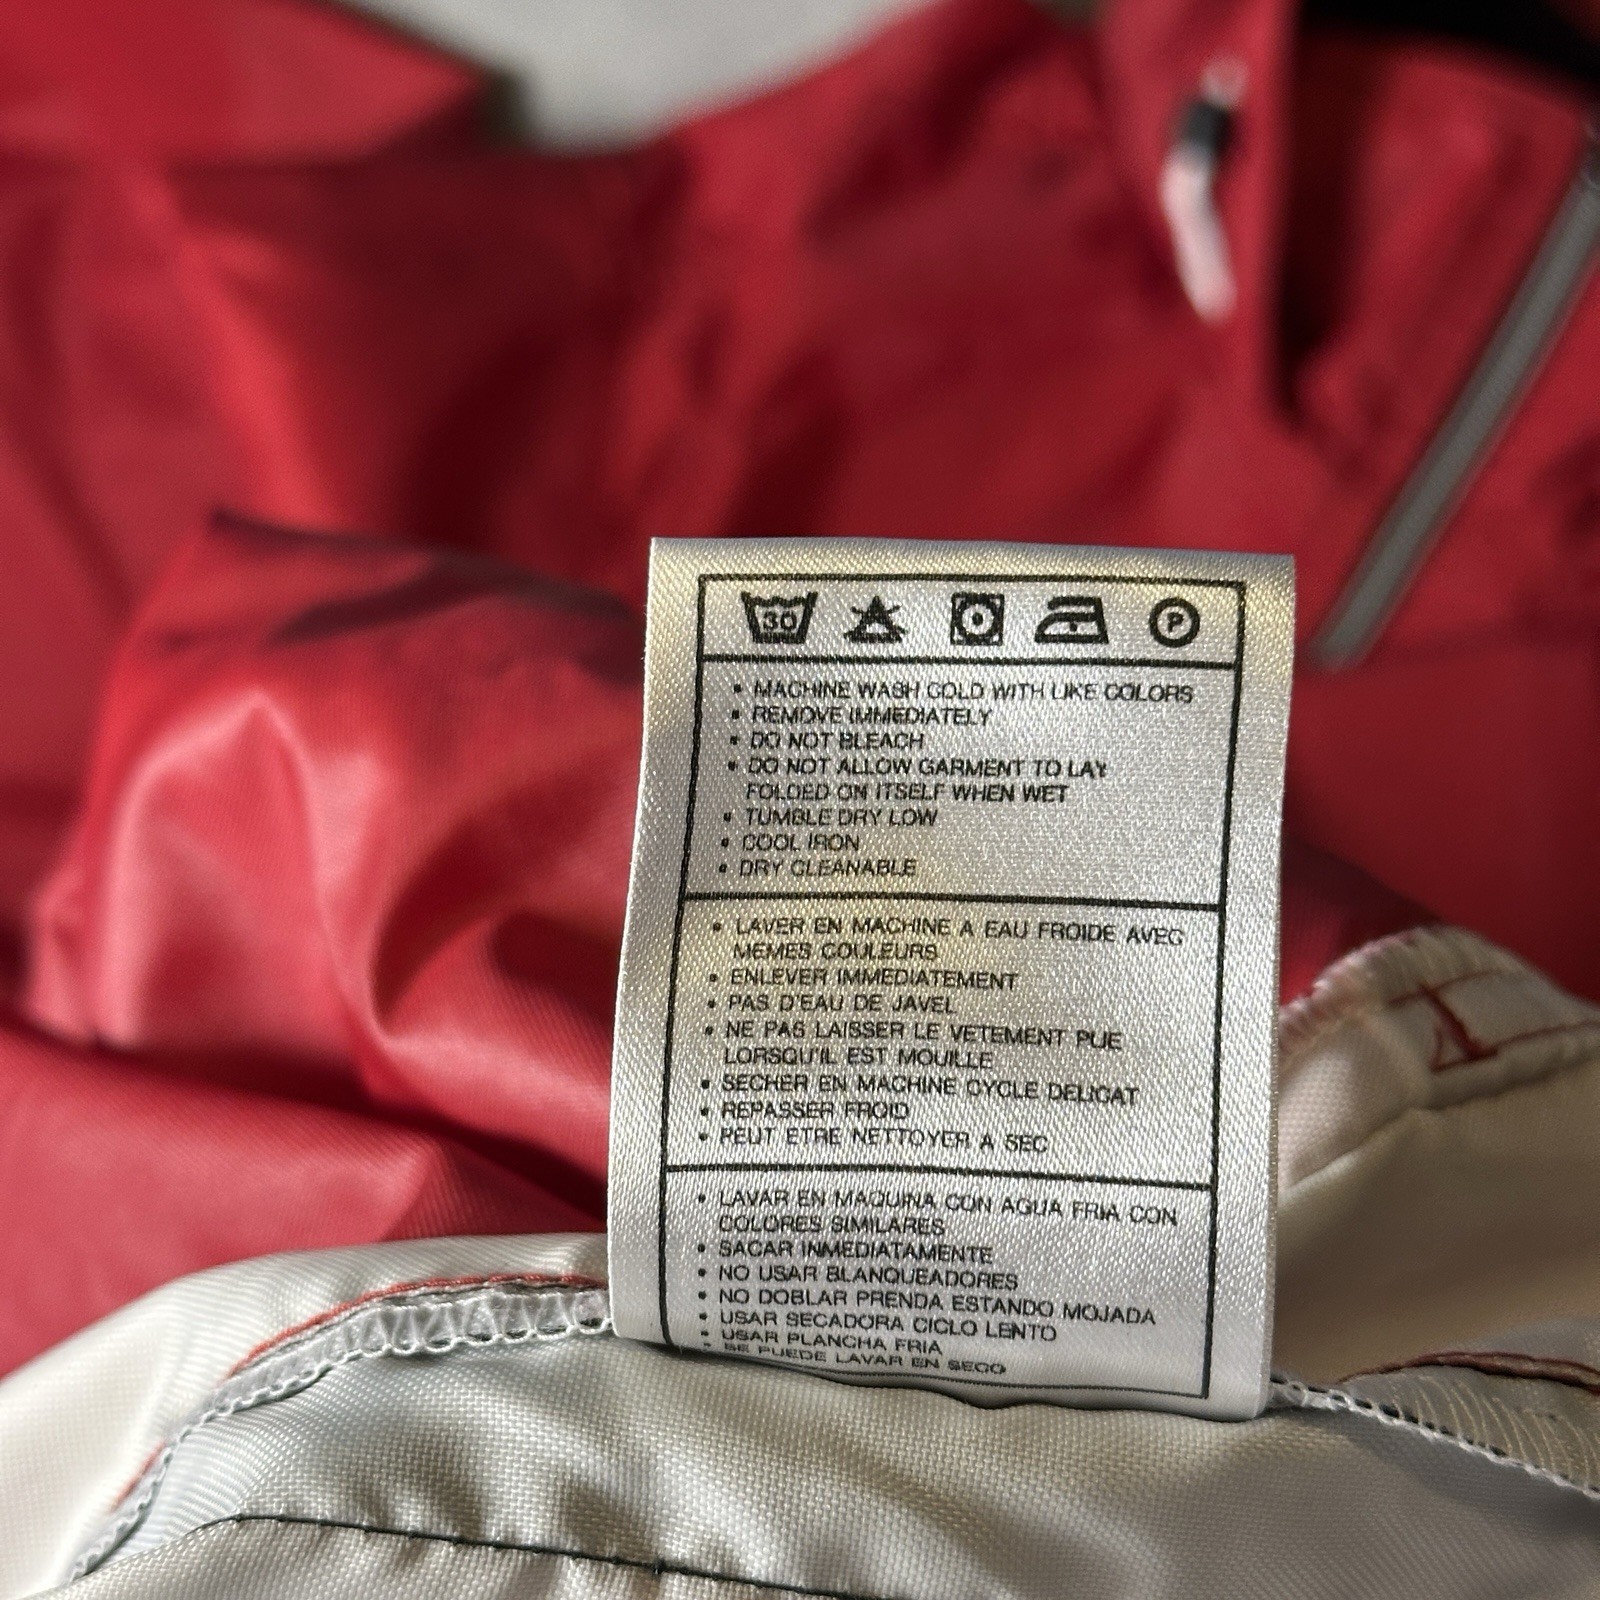 30
P
• MACHINE WASH COLD WITH LIKE COLORS
• REMOVE IMMEDIATELY
• DO NOT BLEACH
• DO NOT ALLOW GARMENT TO LAY
FOLDED ON ITSELF WHEN WET
• TUMBLE DRY LOW
• COOL IRON
• DRY CLEANABLE
• LAVER EN MACHINE A EAU FROIDE AVEC
MEMES COULEURS
• ENLEVER IMMEDIATEMENT
• PAS D'EAU DE JAVEL
• NE PAS LAISSER LE VETEMENT PLIE
LORSQU'IL EST MOUILLE
• SECHER EN MACHINE CYCLE DELICAT
• REPASSER FROID
• PEUT ETRE NETTOYER A SEC
• LAVAR EN MAQUINA CON AGUA FRIA CON
COLORES SIMILARES
• SACAR INMEDIATAMENTE
• NO USAR BLANQUEADORES
• NO DOBLAR PRENDA ESTANDO MOJADA
• USAR SECADORA CICLO LENTO
• USAR PLANCHA FRIA
• SE PUEDE LAVAR EN SECO